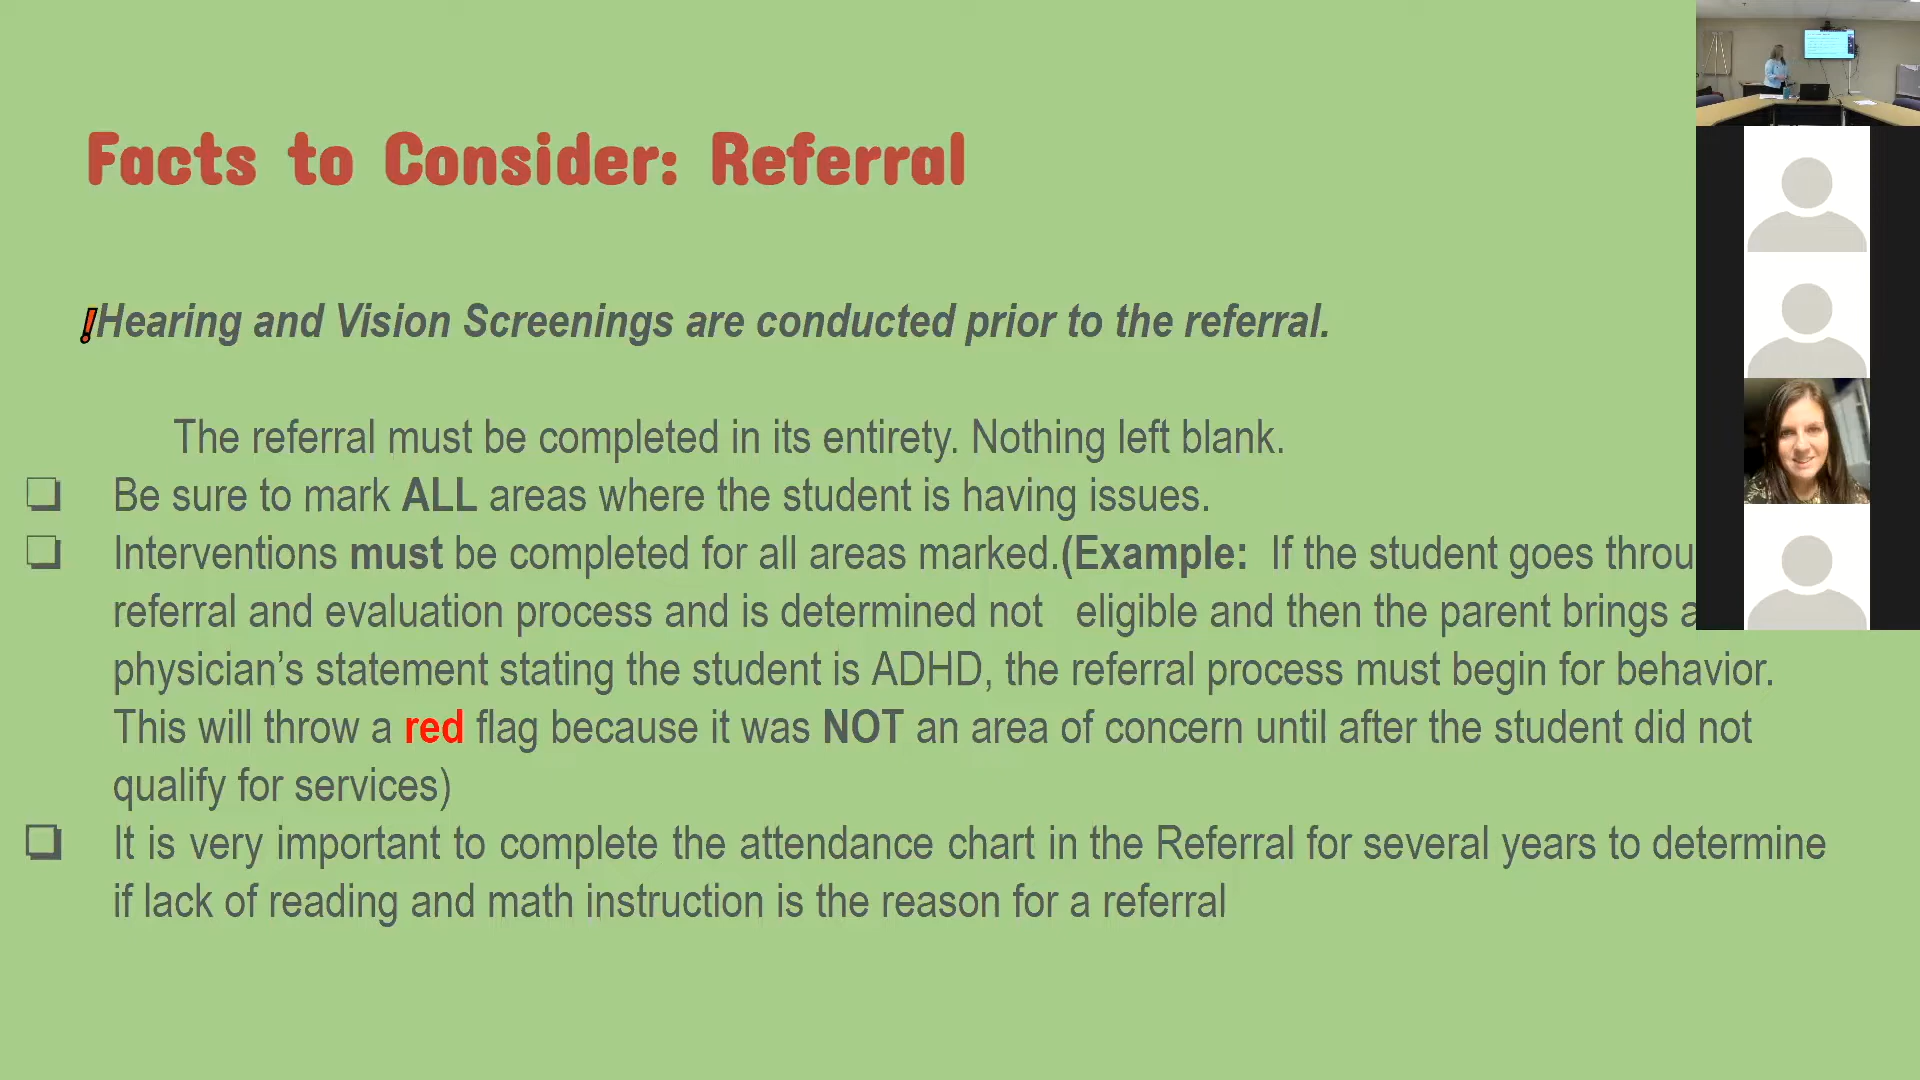 Facts to Consider: Referral
!Hearing and Vision Screenings are conducted prior to the referral.
The referral must be completed in its entirety. Nothing left blank.
❏ Be sure to mark ALL areas where the student is having issues.
❏ Interventions must be completed for all areas marked.(Example: If the student goes throu
referral and evaluation process and is determined not eligible and then the parent brings a
physician’s statement stating the student is ADHD, the referral process must begin for behavior.
This will throw a red flag because it was NOT an area of concern until after the student did not
qualify for services)
❏ It is very important to complete the attendance chart in the Referral for several years to determine
if lack of reading and math instruction is the reason for a referral